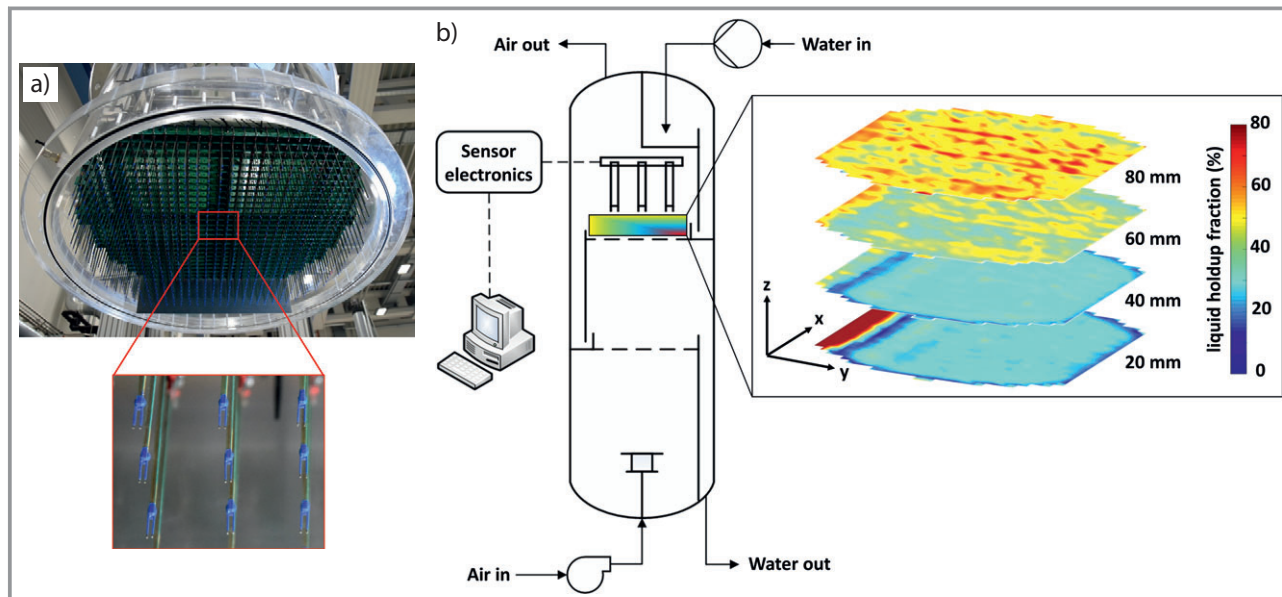 a)
b)
Air out
Water in
Sensor
electronics
80 mm
60 mm
40 mm
20 mm
z
x
y
liquid holdup fraction (%)
80
60
40
20
0
Air in
Water out